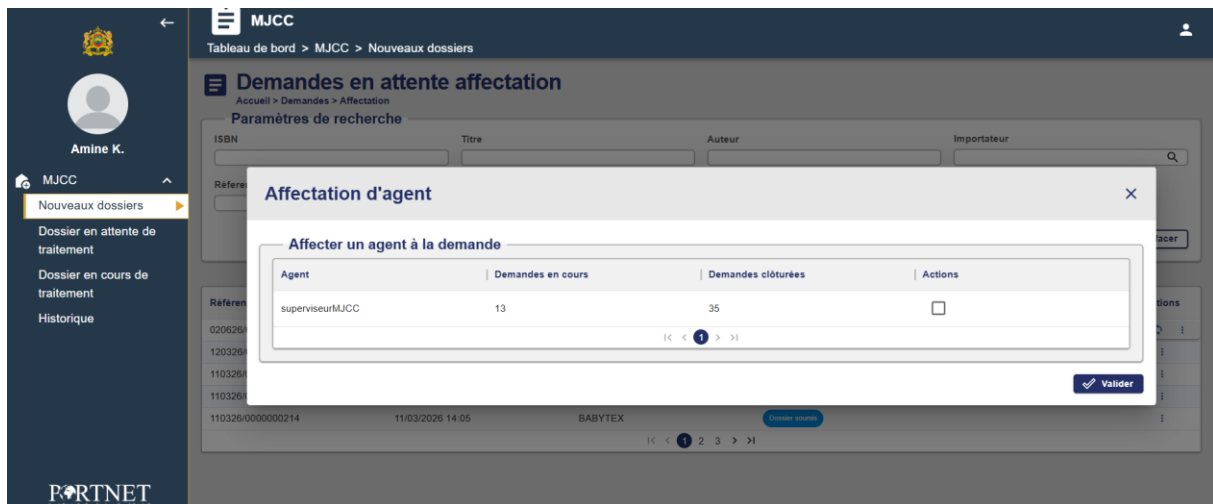 MJCC
Tableau de bord > MJCC > Nouveaux dossiers
Amine K.
MJCC
Nouveaux dossiers
Dossier en attente de
traitement
Dossier en cours de
traitement
Historique
PORTNET
Demandes en attente affectation
Accueil > Demandes > Affectation
Paramètres de recherche
ISBN Titre Auteur Importateur
Affectation d'agent
Affecter un agent à la demande
Agent Demandes en cours Demandes clôturées Actions
superviseurMJCC 13 35
1
Valider
110326/0000000214 11/03/2026 14:05 BABYTEX Dossier soumis
1 2 3